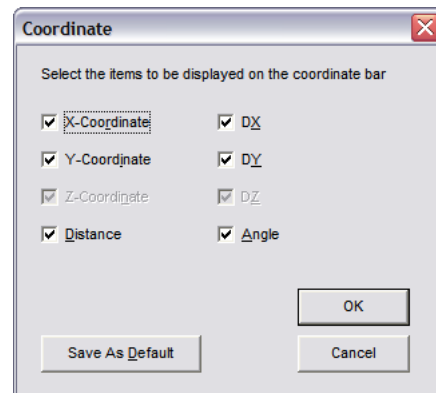 Coordinate
Select the items to be displayed on the coordinate bar
X-Coordinate
DX
Y-Coordinate
DY
Z-Coordinate
DZ
Distance
Angle
OK
Save As Default
Cancel